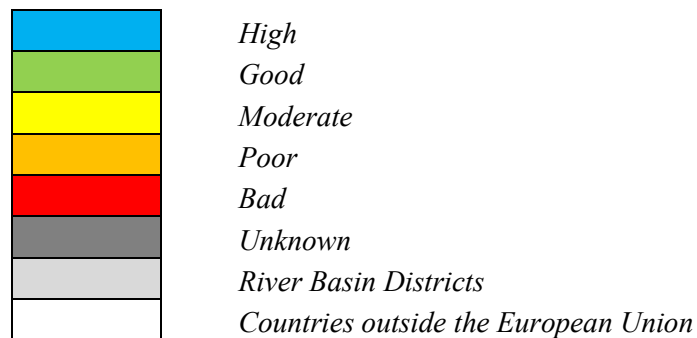 High
Good
Moderate
Poor
Bad
Unknown
River Basin Districts
Countries outside the European Union